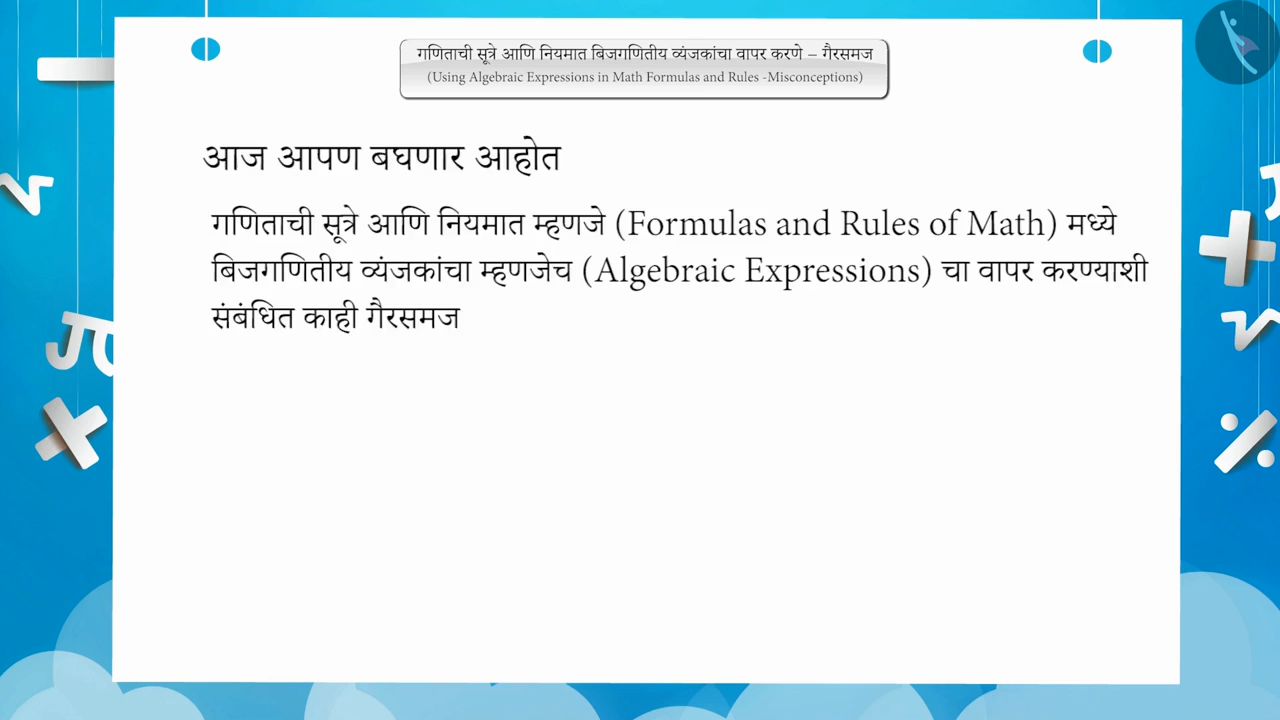 गणिताची सूत्रे आणि नियमात बिजगणितीय व्यंजकांचा वापर करणे – गैरसमज
(Using Algebraic Expressions in Math Formulas and Rules -Misconceptions)
आज आपण बघणार आहोत
गणिताची सूत्रे आणि नियमात म्हणजे (Formulas and Rules of Math) मध्ये
बिजगणितीय व्यंजकांचा म्हणजेच (Algebraic Expressions) चा वापर करण्याशी
संबंधित काही गैरसमज